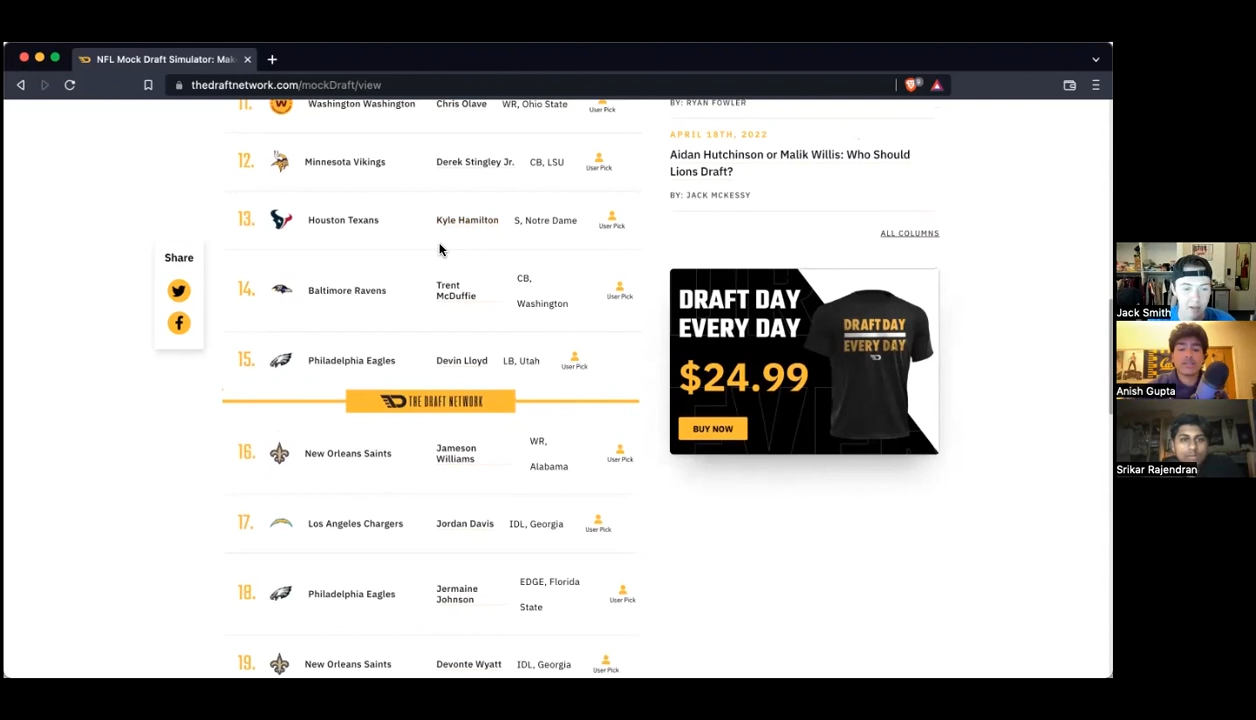 NFL Mock Draft Simulator: Mak
thedraftnetwork.com/mockDraft/view
11. Washington Washington Chris Olave WR, Ohio State
User Pick
12. Minnesota Vikings Derek Stingley Jr. CB, LSU
User Pick
13. Houston Texans Kyle Hamilton S, Notre Dame
User Pick
14. Baltimore Ravens Trent McDuffie CB, Washington
User Pick
15. Philadelphia Eagles Devin Lloyd LB, Utah
User Pick
THE DRAFT NETWORK
16. New Orleans Saints Jameson Williams WR, Alabama
User Pick
17. Los Angeles Chargers Jordan Davis IDL, Georgia
User Pick
18. Philadelphia Eagles Jermaine Johnson EDGE, Florida State
User Pick
19. New Orleans Saints Devonte Wyatt IDL, Georgia
User Pick
Share
BY: RYAN FOWLER
APRIL 18TH, 2022
Aidan Hutchinson or Malik Willis: Who Should
Lions Draft?
BY: JACK MCKESSY
ALL COLUMNS
DRAFT DAY
EVERY DAY
$24.99
BUY NOW
DRAFT DAY
EVERY DAY
Jack Smith
Anish Gupta
Srikar Rajendran